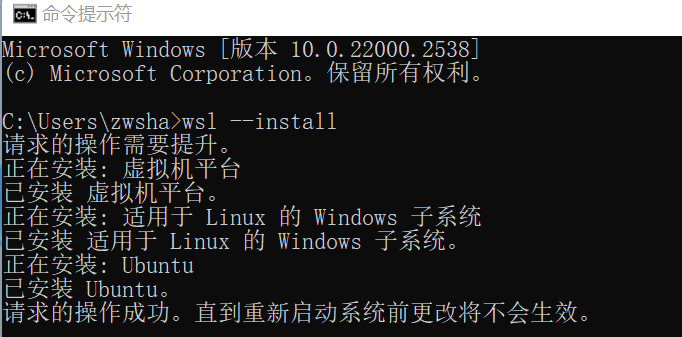 命令提示符
Microsoft Windows [版本 10.0.22000.2538]
(c) Microsoft Corporation。保留所有权利。
C:\Users\zwsha>wsl --install
请求的操作需要提升。
正在安装: 虚拟机平台
已安装 虚拟机平台。
正在安装: 适用于 Linux 的 Windows 子系统
已安装 适用于 Linux 的 Windows 子系统。
正在安装: Ubuntu
已安装 Ubuntu。
请求的操作成功。直到重新启动系统前更改将不会生效。